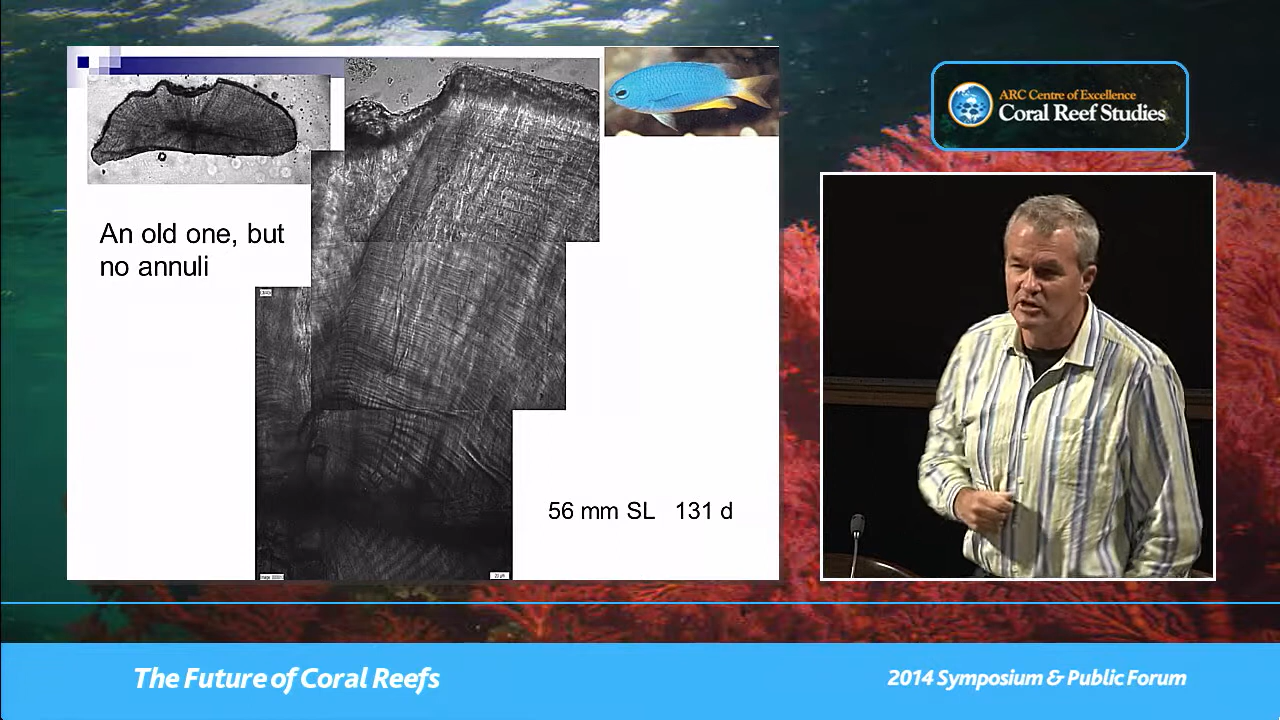 ARC Centre of Excellence
Coral Reef Studies
An old one, but
no annuli
56 mm SL 131 d
The Future of Coral Reefs
2014 Symposium & Public Forum